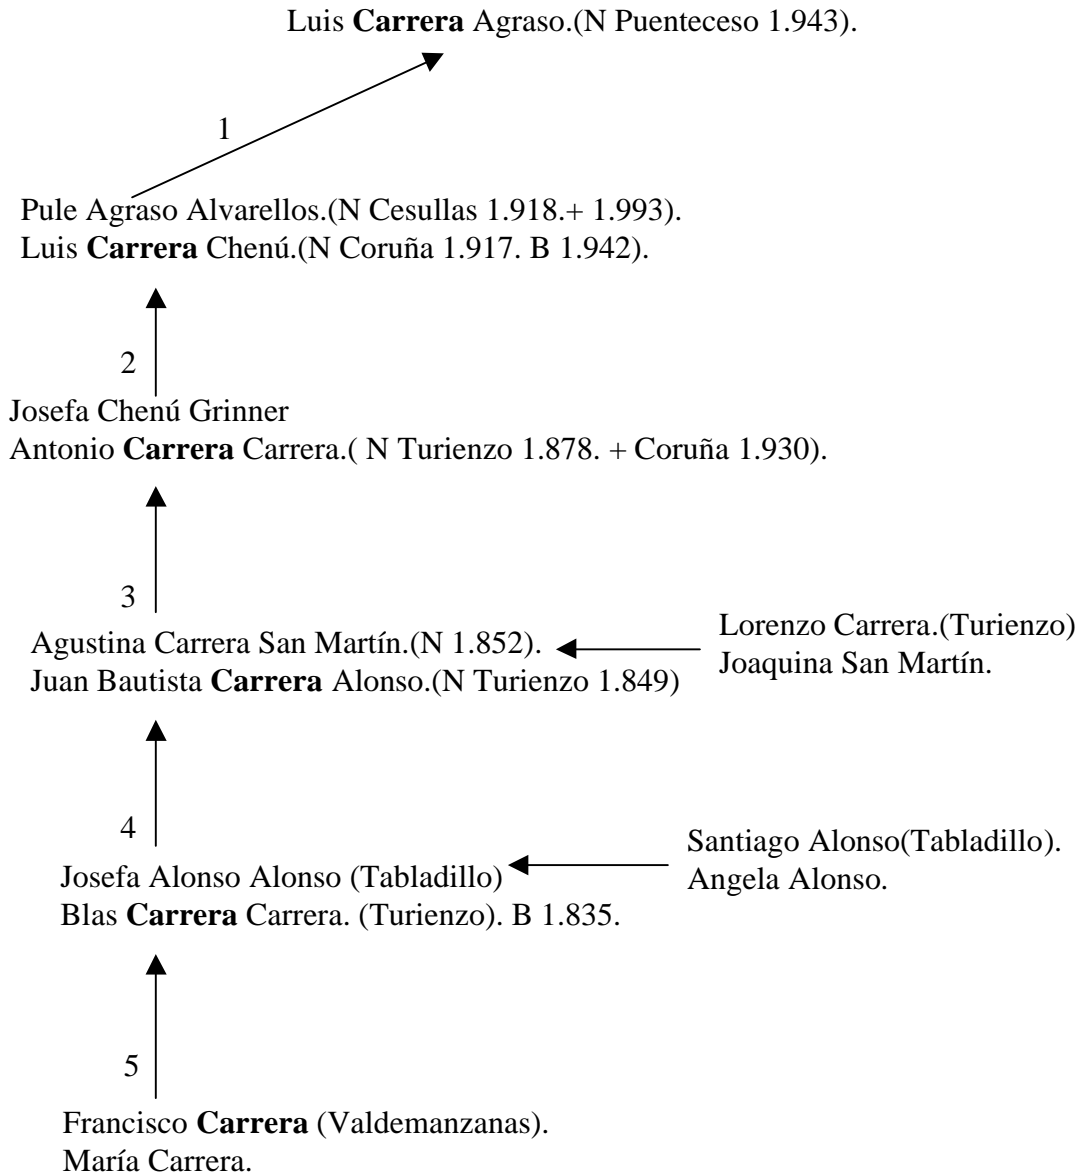 Luis Carrera Agraso.(N Puenteceso 1.943).
1
Pule Agraso Alvarellos.(N Cesullas 1.918.+ 1.993).
Luis Carrera Chenú.(N Coruña 1.917. B 1.942).
2
Josefa Chenú Grinner
Antonio Carrera Carrera.( N Turienzo 1.878. + Coruña 1.930).
3
Agustina Carrera San Martín.(N 1.852).
Juan Bautista Carrera Alonso.(N Turienzo 1.849)
Lorenzo Carrera.(Turienzo)
Joaquina San Martín.
4
Josefa Alonso Alonso (Tabladillo)
Blas Carrera Carrera. (Turienzo). B 1.835.
Santiago Alonso(Tabladillo).
Angela Alonso.
5
Francisco Carrera (Valdemanzanas).
María Carrera.